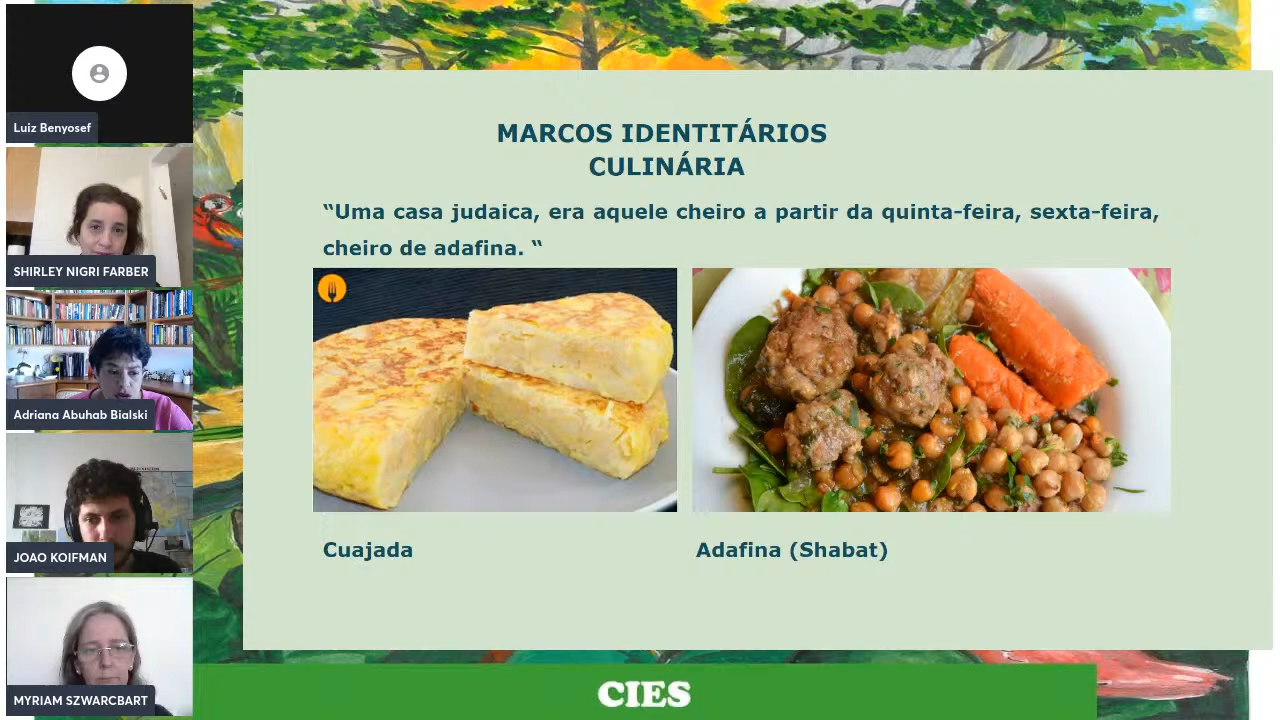 Luiz Benyosef
SHIRLEY NIGRI FARBER
Adriana Abuhab Bialski
JOAO KOIFMAN
MYRIAM SZWARCBART
MARCOS IDENTITÁRIOS
CULINÁRIA
“Uma casa judaica, era aquele cheiro a partir da quinta-feira, sexta-feira,
cheiro de adafina. “
Cuajada
Adafina (Shabat)
CIES